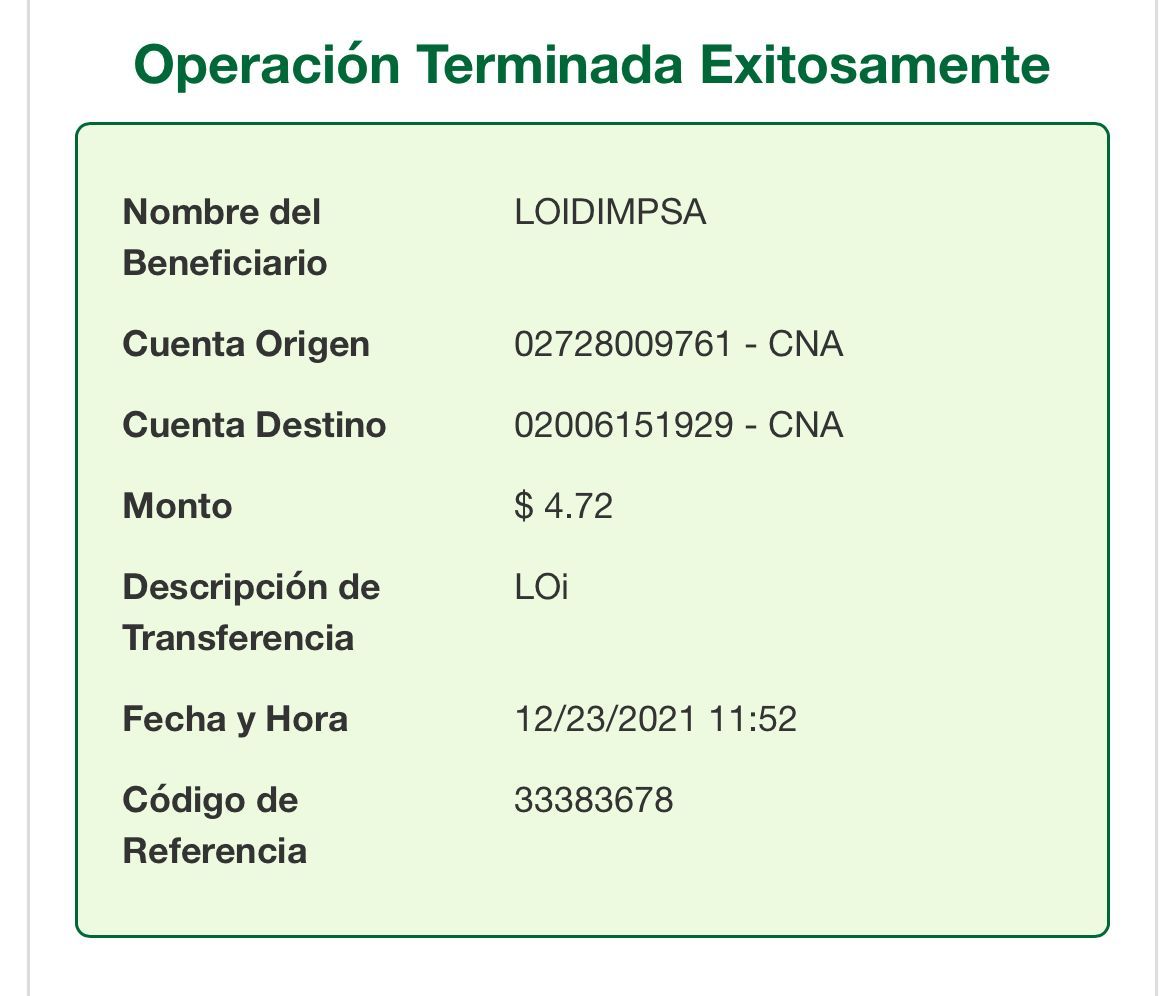 Operación Terminada Exitosamente
Nombre del LOIDIMPSA
Beneficiario
Cuenta Origen 02728009761 - CNA
Cuenta Destino 02006151929 - CNA
Monto $ 4.72
Descripción de LOi
Transferencia
Fecha y Hora 12/23/2021 11:52
Código de 33383678
Referencia